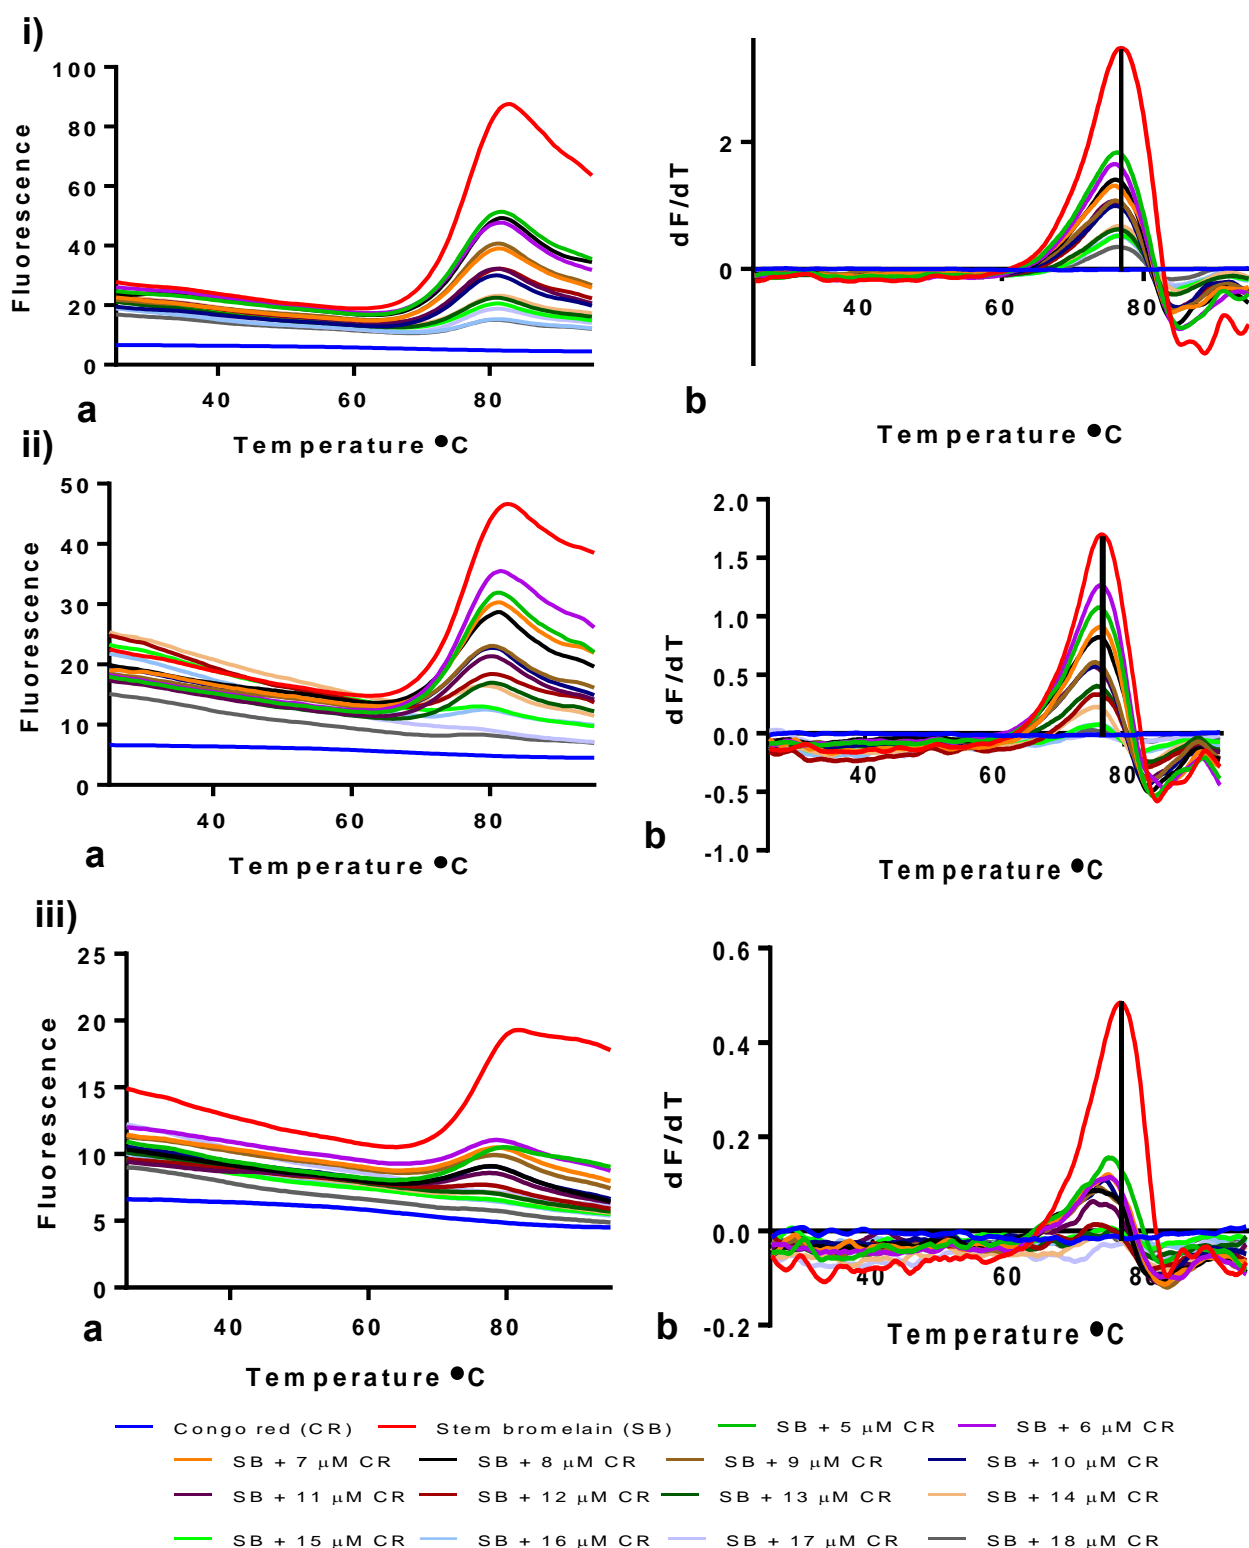 i)
100
80
60
40
20
0
Fluorescence
40 60 80
a
Temperature ●C
2
0
dF/dT
40 60 80
b
Temperature ●C
ii)
50
40
30
20
10
0
Fluorescence
40 60 80
a
Temperature ●C
2.0
1.5
1.0
0.5
0.0
-0.5
-1.0
dF/dT
40 60 80
b
Temperature ●C
iii)
25
20
15
10
5
0
Fluorescence
40 60 80
a
Temperature ●C
0.6
0.4
0.2
0.0
-0.2
dF/dT
40 60 80
b
Temperature ●C
Congo red (CR) Stem bromelain (SB) SB + 5 μM CR SB + 6 μM CR
SB + 7 μM CR SB + 8 μM CR SB + 9 μM CR SB + 10 μM CR
SB + 11 μM CR SB + 12 μM CR SB + 13 μM CR SB + 14 μM CR
SB + 15 μM CR SB + 16 μM CR SB + 17 μM CR SB + 18 μM CR